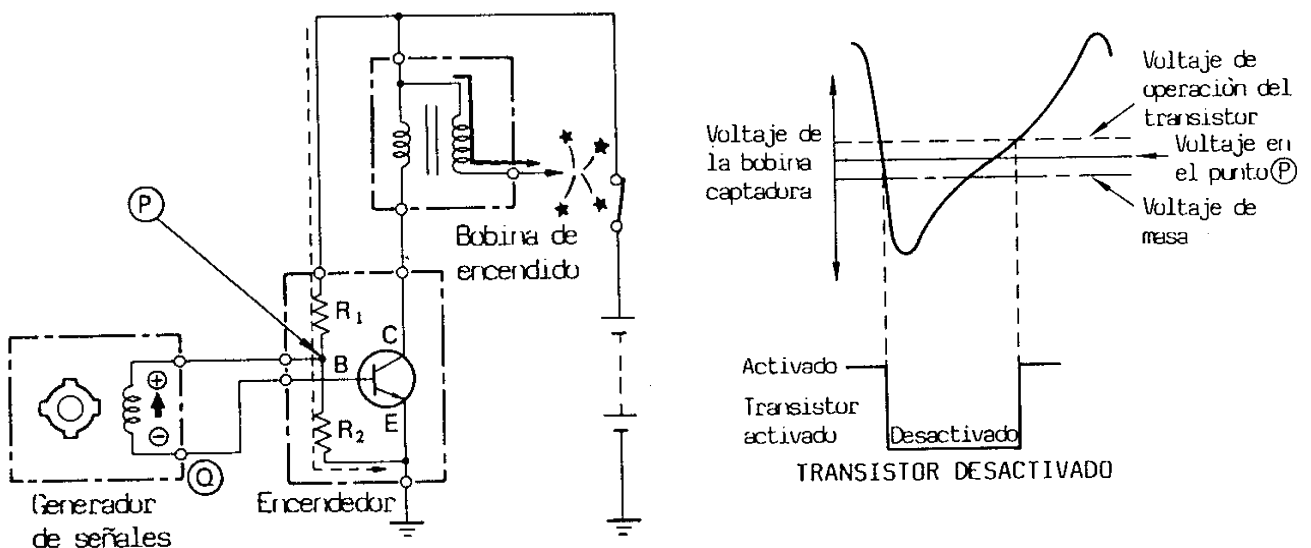 P
Bobina de
encendido
R1
C
B
E
R2
+
−
Q
Generador
de señales
Encendedor
Voltaje de
la bobina
captadora
Voltaje de
operaciòn del
transistor
Voltaje en
el punto P
Voltaje de
masa
Activado
Transistor
activado
Desactivado
TRANSISTOR DESACTIVADO